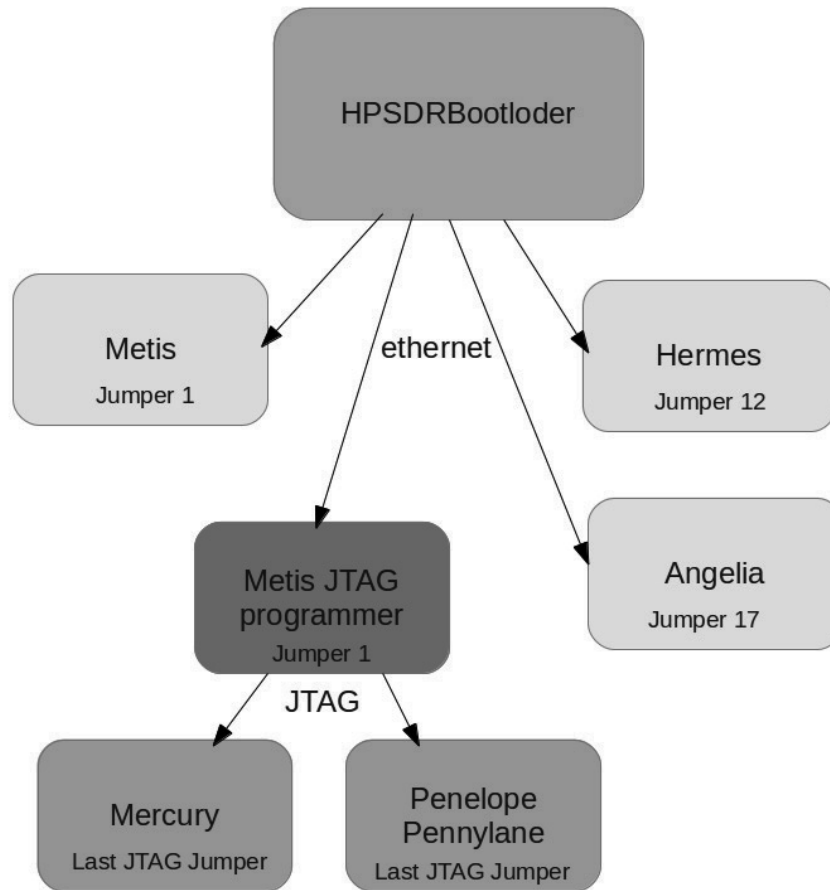 HPSDRBootloder
Metis
Jumper 1
ethernet
Hermes
Jumper 12
Metis JTAG
programmer
Jumper 1
Angelia
Jumper 17
JTAG
Mercury
Last JTAG Jumper
Penelope
Pennylane
Last JTAG Jumper